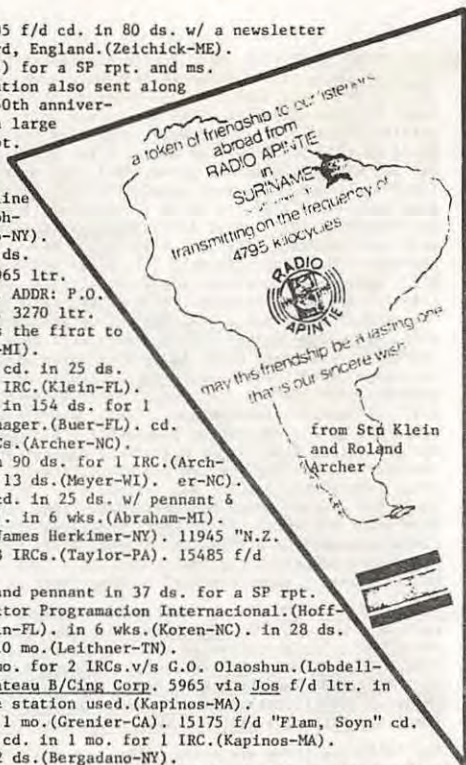 5 f/d cd. in 80 ds. w/ a newsletter
rd, England.(Zeichick-ME).
) for a SP rpt. and ms.
tion also sent along
0th anniver-
large
pt.
ine
ph-
-NY).
ds.
965 ltr.
ADDR: P.O.
3270 ltr.
s the first to
-MI).
cd. in 25 ds.
IRC.(Klein-FL).
in 154 ds. for 1
nager.(Buer-FL). cd.
Cs.(Archer-NC).
90 ds. for 1 IRC.(Arch-
13 ds.(Meyer-WI). er-NC).
cd. in 25 ds. w/ pennant &
. in 6 wks.(Abraham-MI).
James Herkimer-NY). 11945 "N.Z.
3 IRCs.(Taylor-PA). 15485 f/d
and pennant in 37 ds. for a SP rpt.
ctor Programacion Internacional.(Hoff-
in-FL). in 6 wks.(Koren-NC). in 28 ds.
0 mo.(Leithner-TN).
mo. for 2 IRCs.v/s G.O. Olaoshun.(Lobdell-
ateau B/Cing Corp. 5965 via Jos f/d ltr. in
station used.(Kapinos-MA).
1 mo.(Grenier-CA). 15175 f/d "Flam, Soyn" cd.
cd. in 1 mo. for 1 IRC.(Kapinos-MA).
2 ds.(Bergadano-NY).
a token of friendship to our listeners
abroad from
RADIO APINTIE
in
SURINAME
transmitting on the frequency of
4795 kilocycles
RADIO
APINTIE
may this friendship be a lasting one
that is our sincere wish
from Stu Klein
and Roland
Archer